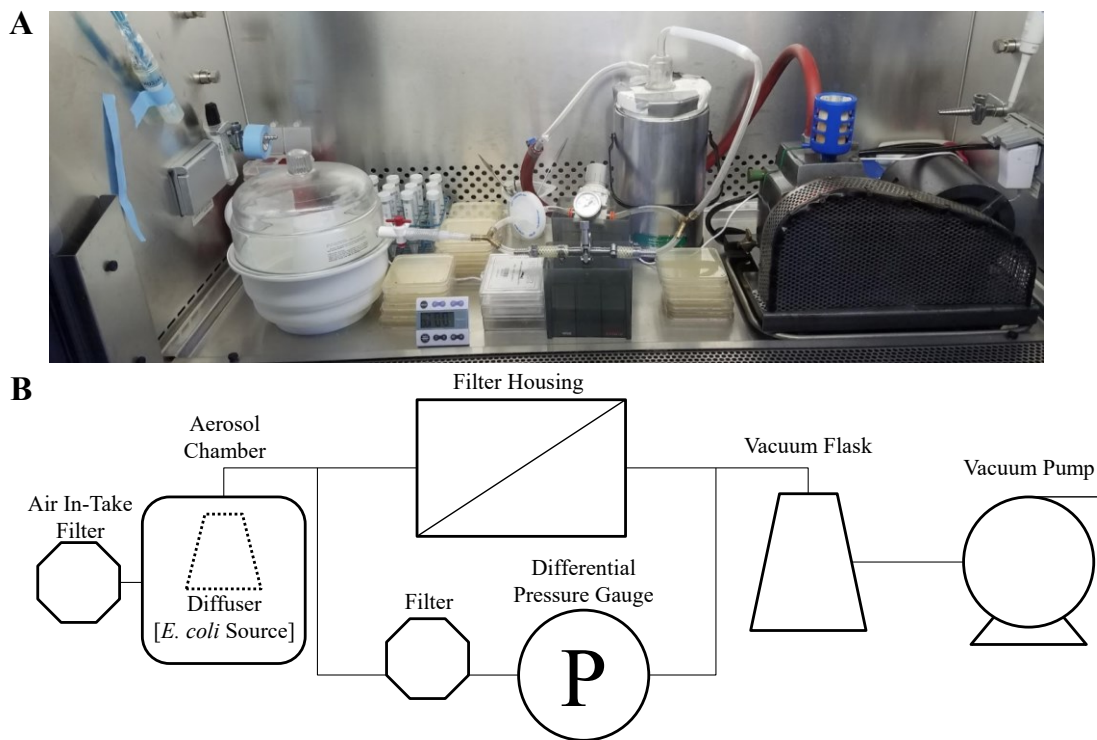 A
B
Filter Housing
Aerosol
Chamber
Vacuum Flask
Vacuum Pump
Air In-Take
Filter
Diffuser
[E. coli Source]
Filter
Differential
Pressure Gauge
P